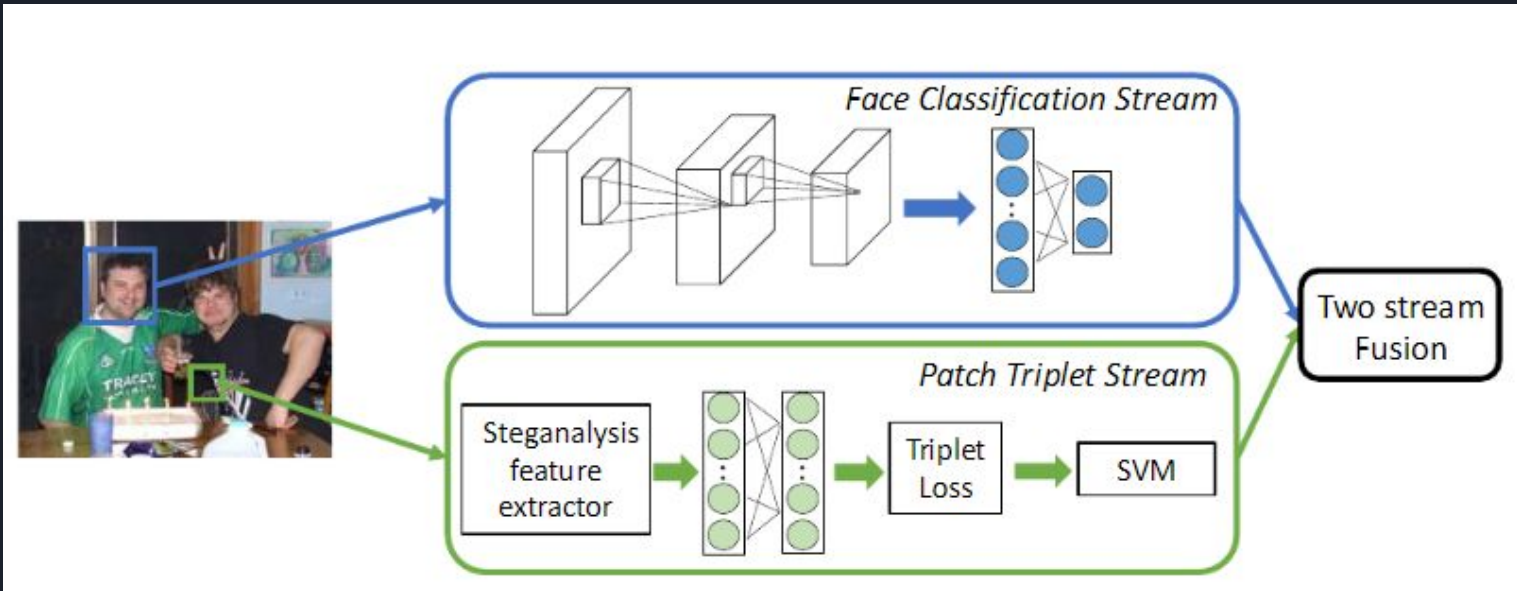 Face Classification Stream
Two stream
Fusion
Patch Triplet Stream
Steganalysis
feature
extractor
Triplet
Loss
SVM
TRACEY